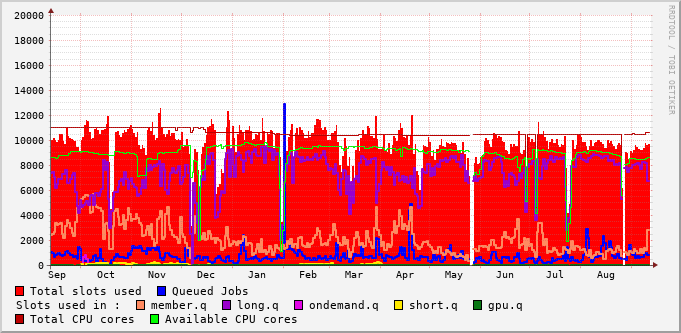 RRDTOOL / TOBI OETIKER
20000
18000
16000
14000
12000
10000
8000
6000
4000
2000
0
Sep Oct Nov Dec Jan Feb Mar Apr May Jun Jul Aug
Total slots used Queued Jobs
Slots used in : member.q long.q ondemand.q short.q gpu.q
Total CPU cores Available CPU cores